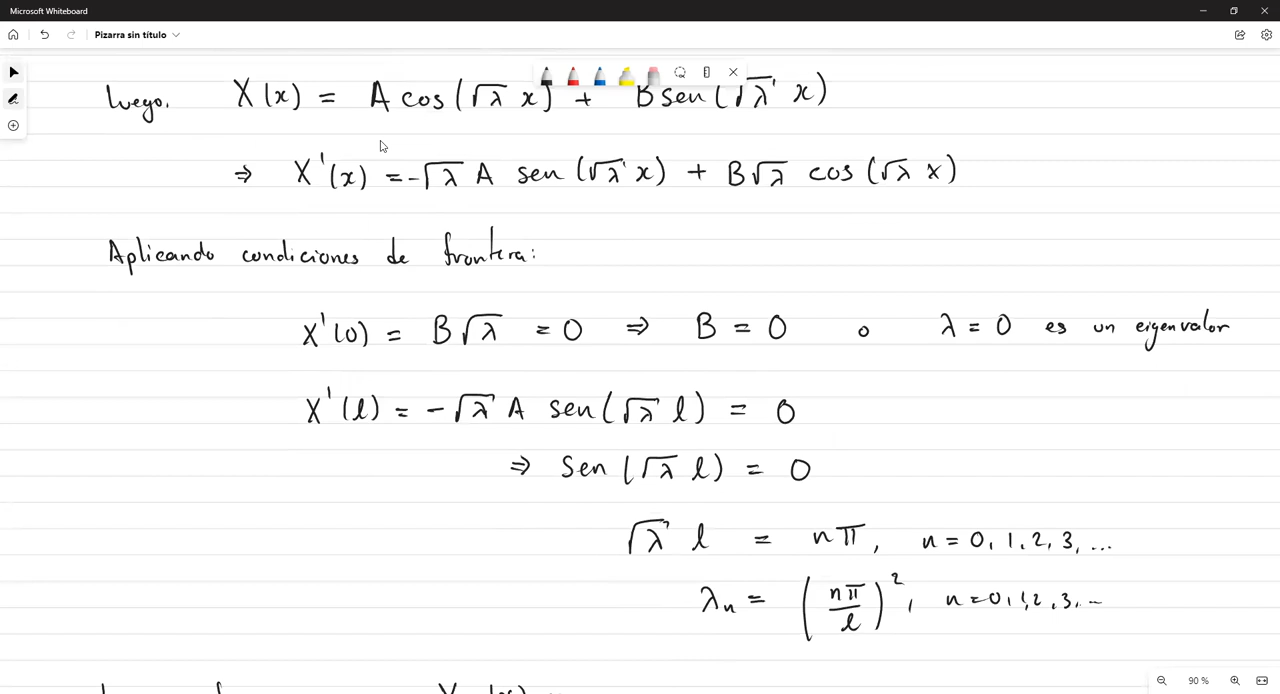 Microsoft Whiteboard
Pizarra sin título
luego, X(x) = A cos(√λ x) + B sen(√λ x)
⇒ X'(x) = -√λ A sen(√λ x) + B√λ cos(√λ x)
Aplicando condiciones de frontera:
X'(0) = B√λ = 0 ⇒ B = 0 o λ = 0 es un eigenvalor
X'(l) = -√λ A sen(√λ l) = 0
⇒ Sen(√λ l) = 0
√λ l = nπ, n = 0, 1, 2, 3, ...
λn = (nπ/l)², n=0, 1, 2, 3, ...
90 %